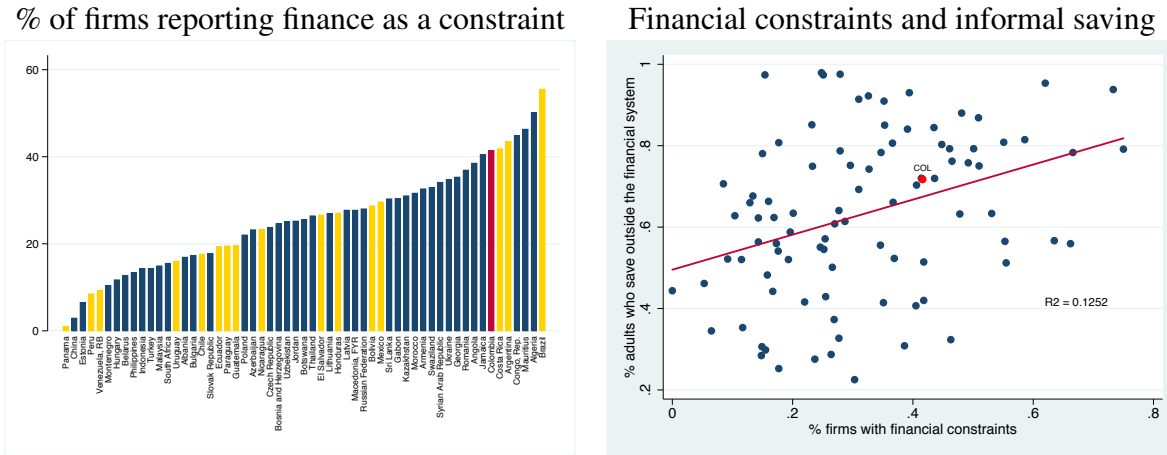 % of firms reporting finance as a constraint
60
40
20
0
Panama
China
Estonia
Peru
Venezuela, RB
Montenegro
Hungary
Belarus
Philippines
Indonesia
Turkey
Malaysia
South Africa
Uruguay
Albania
Bulgaria
Chile
Slovak Republic
Ecuador
Paraguay
Guatemala
Poland
Azerbaijan
Nicaragua
Czech Republic
Bosnia and Herzegovina
Uzbekistan
Jordan
Botswana
Thailand
El Salvador
Lithuania
Honduras
Latvia
Macedonia, FYR
Russian Federation
Bolivia
Mexico
Sri Lanka
Gabon
Kazakhstan
Morocco
Armenia
Swaziland
Syrian Arab Republic
Ukraine
Georgia
Romania
Angola
Jamaica
Colombia
Costa Rica
Argentina
Congo, Rep.
Mauritius
Algeria
Brazil
Financial constraints and informal saving
% adults who save outside the financial system
1
.8
.6
.4
.2
COL
R2 = 0.1252
0 .2 .4 .6 .8
% firms with financial constraints